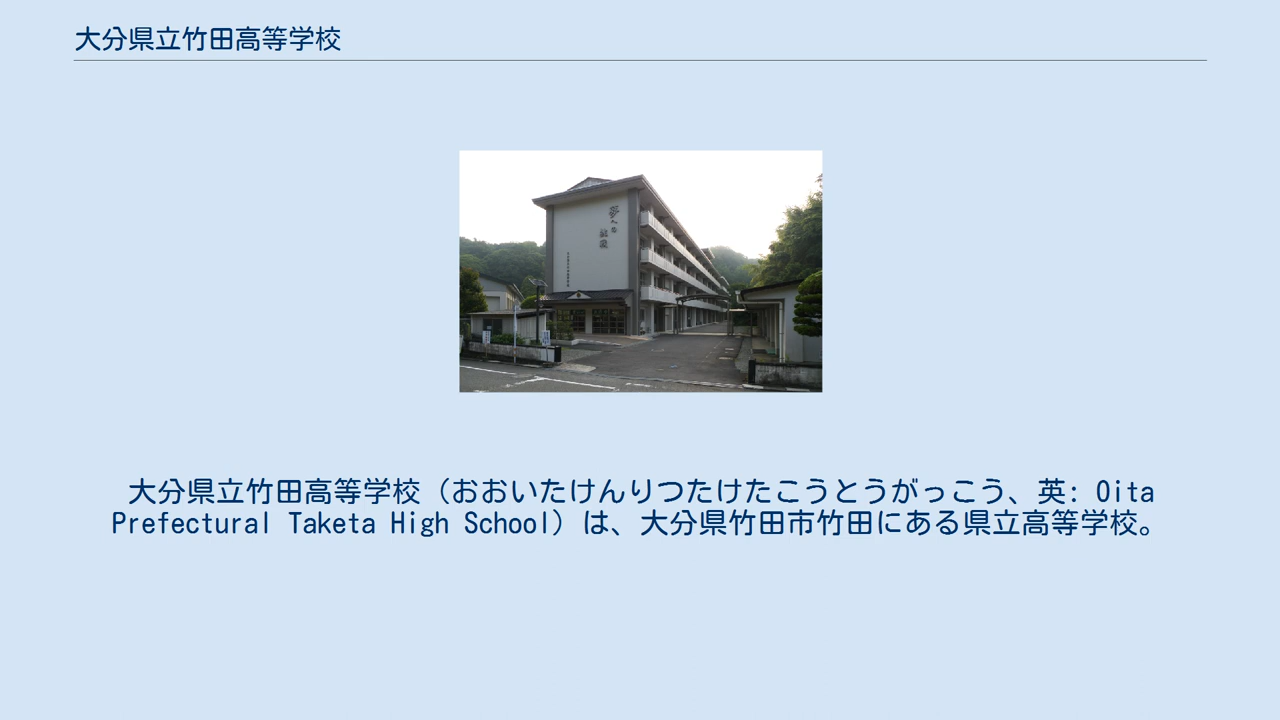 大分県立竹田高等学校
大分県立竹田高等学校（おおいたけんりつたけたこうとうがっこう、英: Oita
Prefectural Taketa High School）は、大分県竹田市竹田にある県立高等学校。